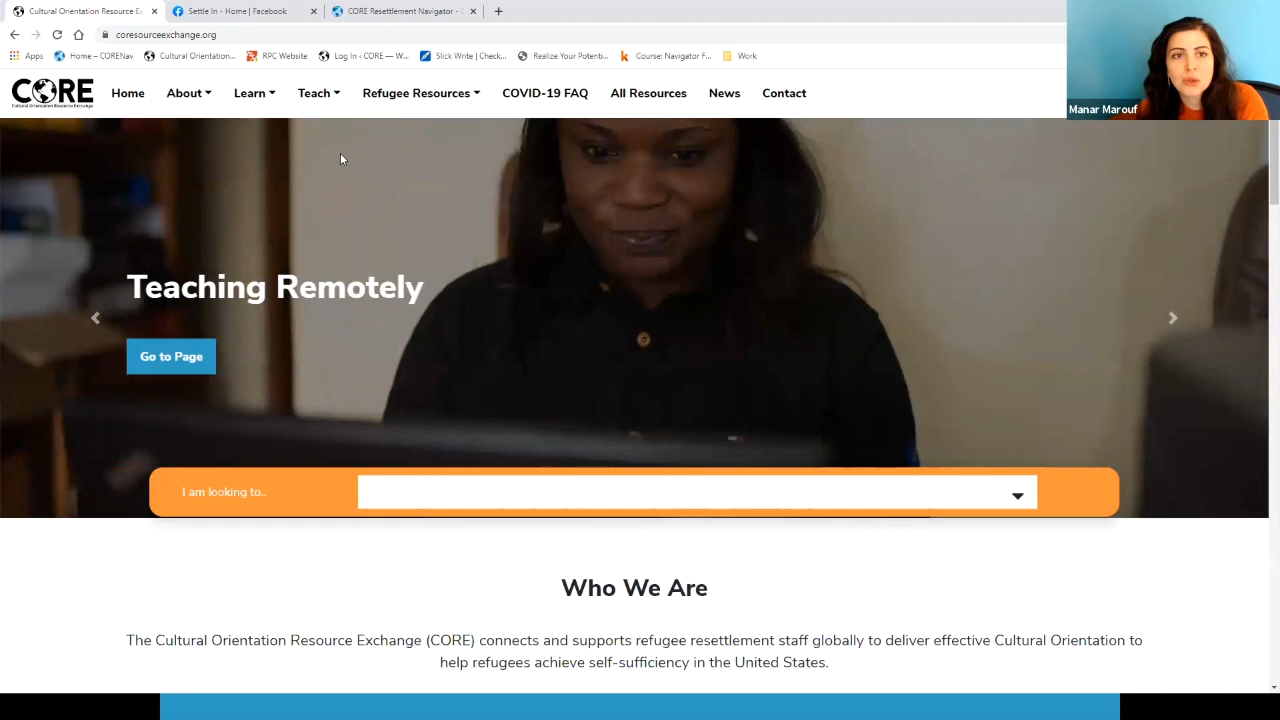 Cultural Orientation Resource E
Settle In - Home | Facebook
CORE Resettlement Navigator -
coresourceexchange.org
Apps
Home – CORENav
Cultural Orientation...
RPC Website
Log In ‹ CORE — W...
Slick Write | Check...
Realize Your Potenti...
Course: Navigator F...
Work
Manar Marouf
CORE
Cultural Orientation Resource Exchange
Home
About
Learn
Teach
Refugee Resources
COVID-19 FAQ
All Resources
News
Contact
Teaching Remotely
Go to Page
I am looking to..
Who We Are
The Cultural Orientation Resource Exchange (CORE) connects and supports refugee resettlement staff globally to deliver effective Cultural Orientation to
help refugees achieve self-sufficiency in the United States.